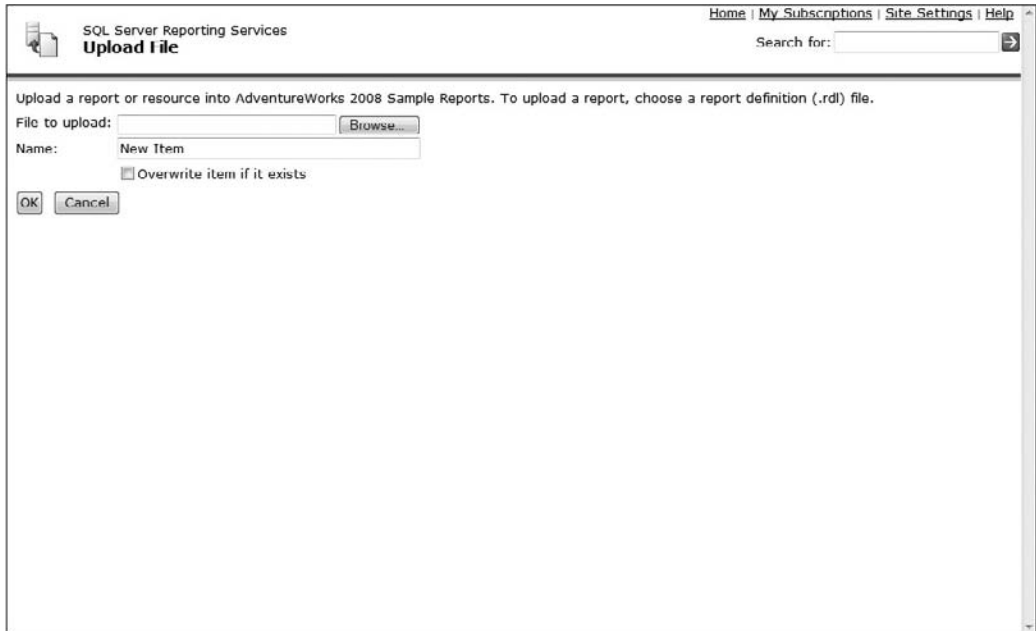 Home | My Subscriptions | Site Settings | Help
SQL Server Reporting Services
Upload File
Search for:
Upload a report or resource into AdventureWorks 2008 Sample Reports. To upload a report, choose a report definition (.rdl) file.
File to upload: Browse...
Name: New Item
Overwrite item if it exists
OK Cancel